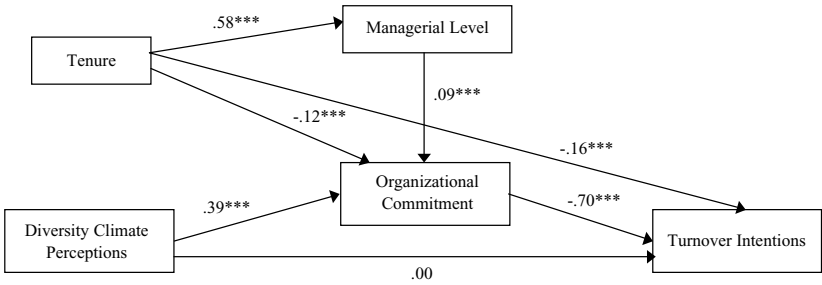 .58***
Managerial Level
Tenure
.09***
-.12***
-.16***
Organizational
Commitment
.39***
-.70***
Diversity Climate
Perceptions
Turnover Intentions
.00